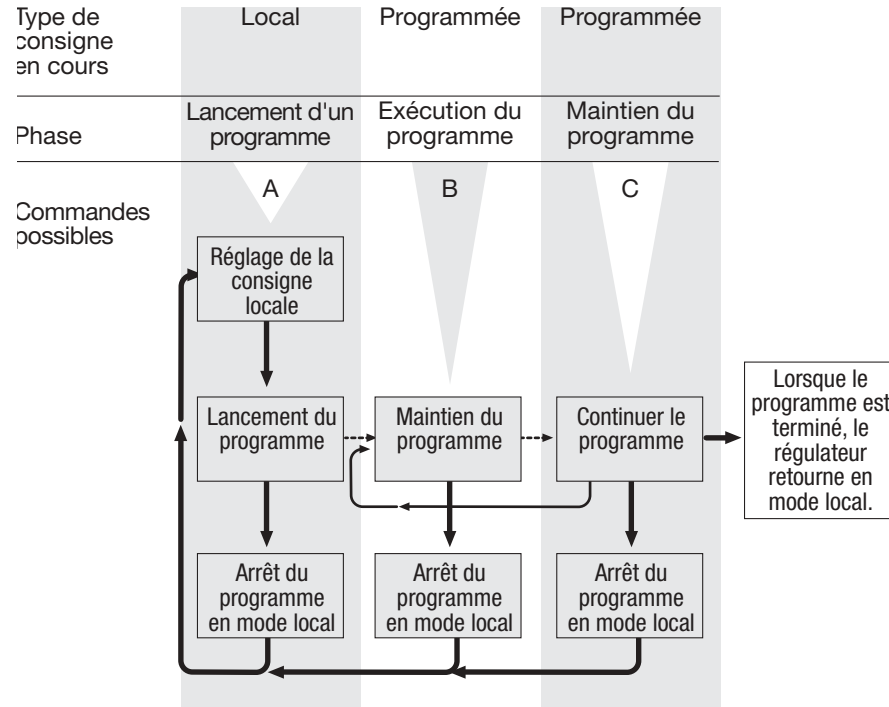 Type de
consigne
en cours
Local
Programmée
Programmée
Phase
Lancement d'un
programme
Exécution du
programme
Maintien du
programme
Commandes
possibles
A
B
C
Réglage de la
consigne
locale
Lancement du
programme
Maintien du
programme
Continuer le
programme
Lorsque le
programme est
terminé, le
régulateur
retourne en
mode local.
Arrêt du
programme
en mode local
Arrêt du
programme
en mode local
Arrêt du
programme
en mode local